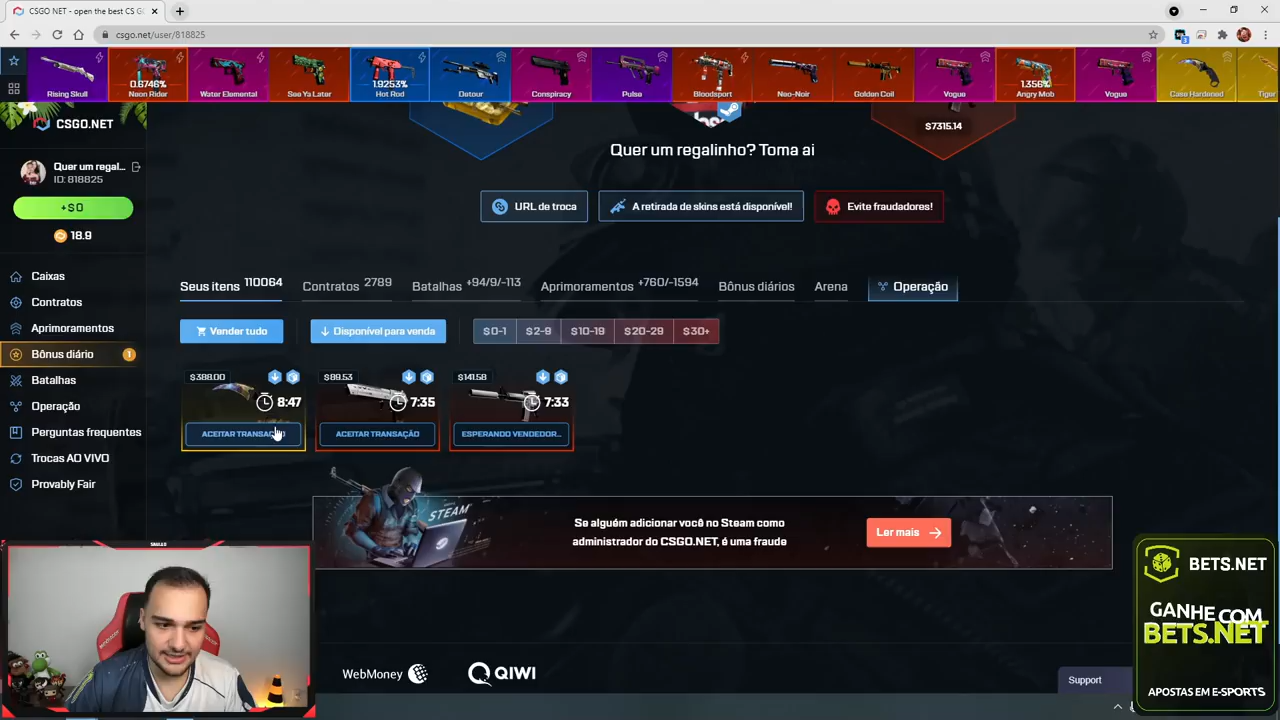 CSGO.NET - open the best CS GO
csgo.net/user/818825
Rising Skull
0.6746%
Neon Rider
Water Elemental
See Ya Later
1.9253%
Hot Rod
Detour
Conspiracy
Pulse
Bloodsport
Neo-Noir
Golden Coil
Vogue
1.356%
Angry Mob
Vogue
Case Hardened
Tiger
CSGO.NET
$7315.14
Quer um regalinho? Toma ai
Quer um regal...
ID: 818825
+$0
18.9
URL de troca
A retirada de skins está disponível!
Evite fraudadores!
Caixas
Contratos
Aprimoramentos
Bônus diário 1
Batalhas
Operação
Perguntas frequentes
Trocas AO VIVO
Provably Fair
Seus itens 110064
Contratos 2789
Batalhas +94/9/-113
Aprimoramentos +760/-1594
Bônus diários
Arena
Operação
Vender tudo
Disponível para venda
$0-1
$2-9
$10-19
$20-29
$30+
$388.00
8:47
ACEITAR TRANSAÇÃO
$89.53
7:35
ACEITAR TRANSAÇÃO
$141.58
7:33
ESPERANDO VENDEDOR...
STEAM
Se alguém adicionar você no Steam como
administrador do CSGO.NET, é uma fraude
Ler mais
WebMoney
QIWI
Support
BETS.NET
GANHE COM
BETS.NET
APOSTAS EM E-SPORTS